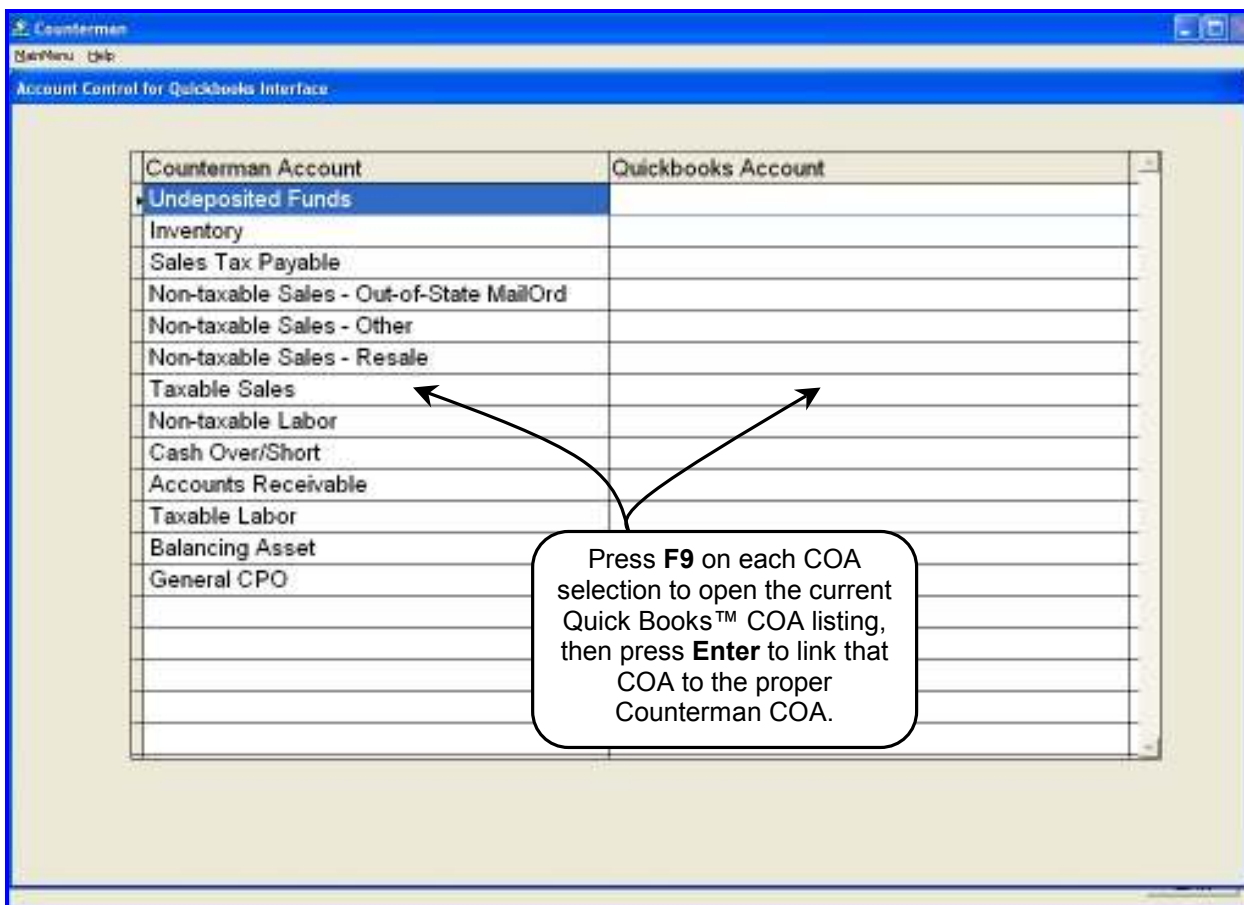 Counterman
MainMenu Help
Account Control for Quickbooks Interface
Counterman Account Quickbooks Account
Undeposited Funds
Inventory
Sales Tax Payable
Non-taxable Sales - Out-of-State MailOrd
Non-taxable Sales - Other
Non-taxable Sales - Resale
Taxable Sales
Non-taxable Labor
Cash Over/Short
Accounts Receivable
Taxable Labor
Balancing Asset
General CPO
Press F9 on each COA
selection to open the current
Quick Books™ COA listing,
then press Enter to link that
COA to the proper
Counterman COA.